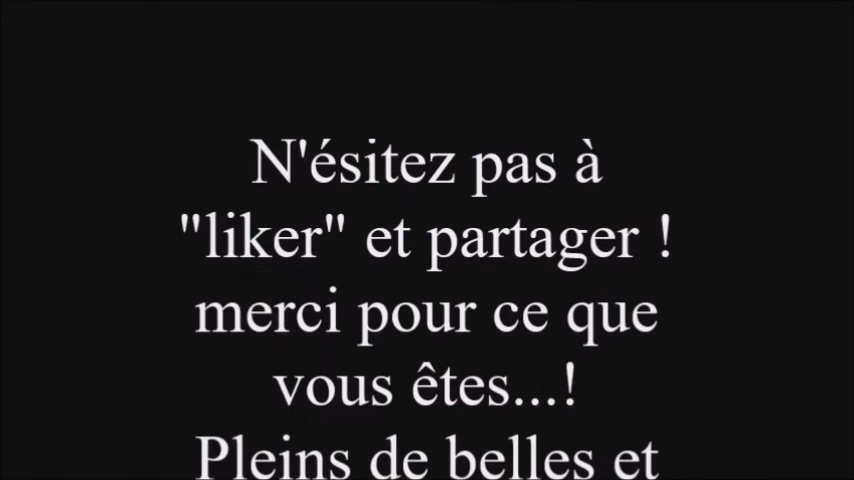 N'ésitez pas à
"liker" et partager !
merci pour ce que
vous êtes...!
Pleins de belles et